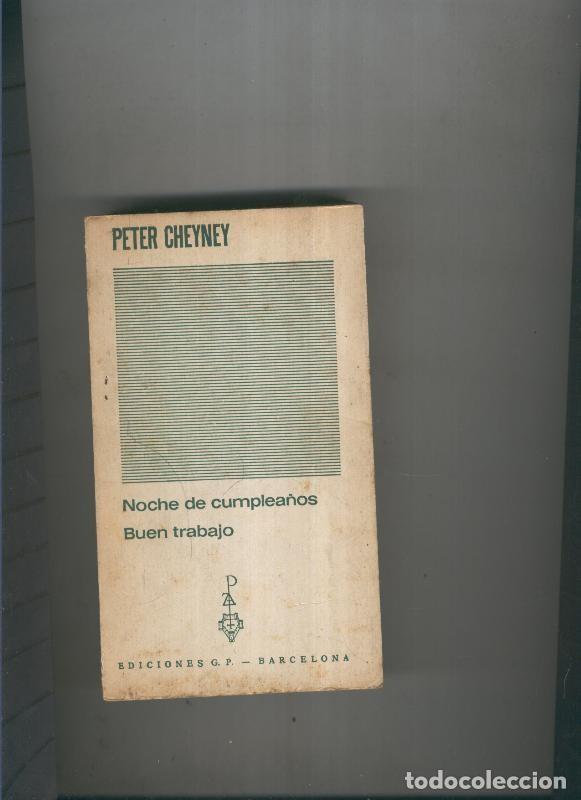 PETER CHEYNEY
Noche de cumpleaños
Buen trabajo
EDICIONES G. P. — BARCELONA
todocoleccion